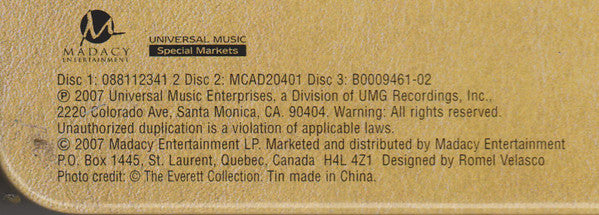 MADACY
ENTERTAINMENT
UNIVERSAL MUSIC
Special Markets
Disc 1: 088112341 2 Disc 2: MCAD20401 Disc 3: B0009461-02
℗ 2007 Universal Music Enterprises, a Division of UMG Recordings, Inc.,
2220 Colorado Ave, Santa Monica, CA. 90404. Warning: All rights reserved.
Unauthorized duplication is a violation of applicable laws.
© 2007 Madacy Entertainment LP. Marketed and distributed by Madacy Entertainment
P.O. Box 1445, St. Laurent, Quebec, Canada H4L 4Z1 Designed by Romel Velasco
Photo credit: © The Everett Collection. Tin made in China.